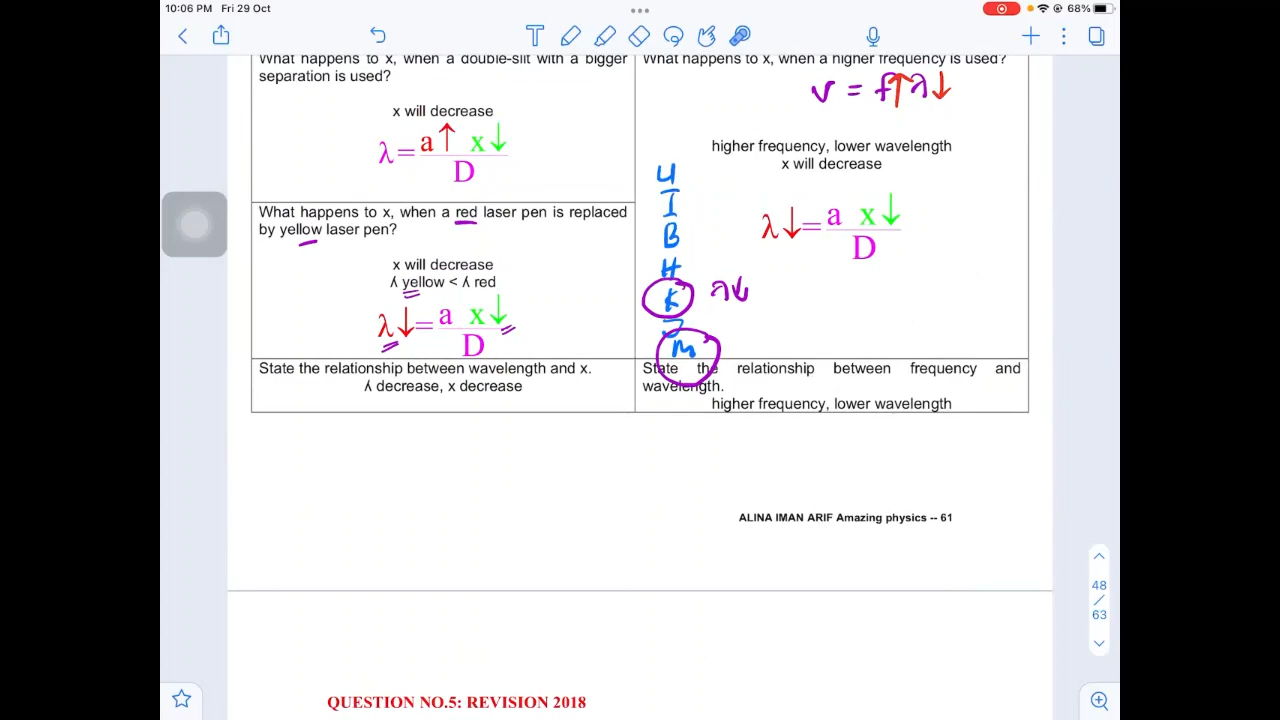 10:06 PM Fri 29 Oct
68%
What happens to x, when a double-slit with a bigger
separation is used?
x will decrease
λ = a ↑ x ↓
D
What happens to x, when a red laser pen is replaced
by yellow laser pen?
x will decrease
ʎ yellow < ʎ red
λ ↓ = a x ↓
D
State the relationship between wavelength and x.
ʎ decrease, x decrease
What happens to x, when a higher frequency is used?
v = f ↑ λ ↓
higher frequency, lower wavelength
x will decrease
λ ↓ = a x ↓
D
U
I
B
H
K λ ↓
J
M
State the relationship between frequency and
wavelength.
higher frequency, lower wavelength
ALINA IMAN ARIF Amazing physics -- 61
48
/
63
QUESTION NO.5: REVISION 2018